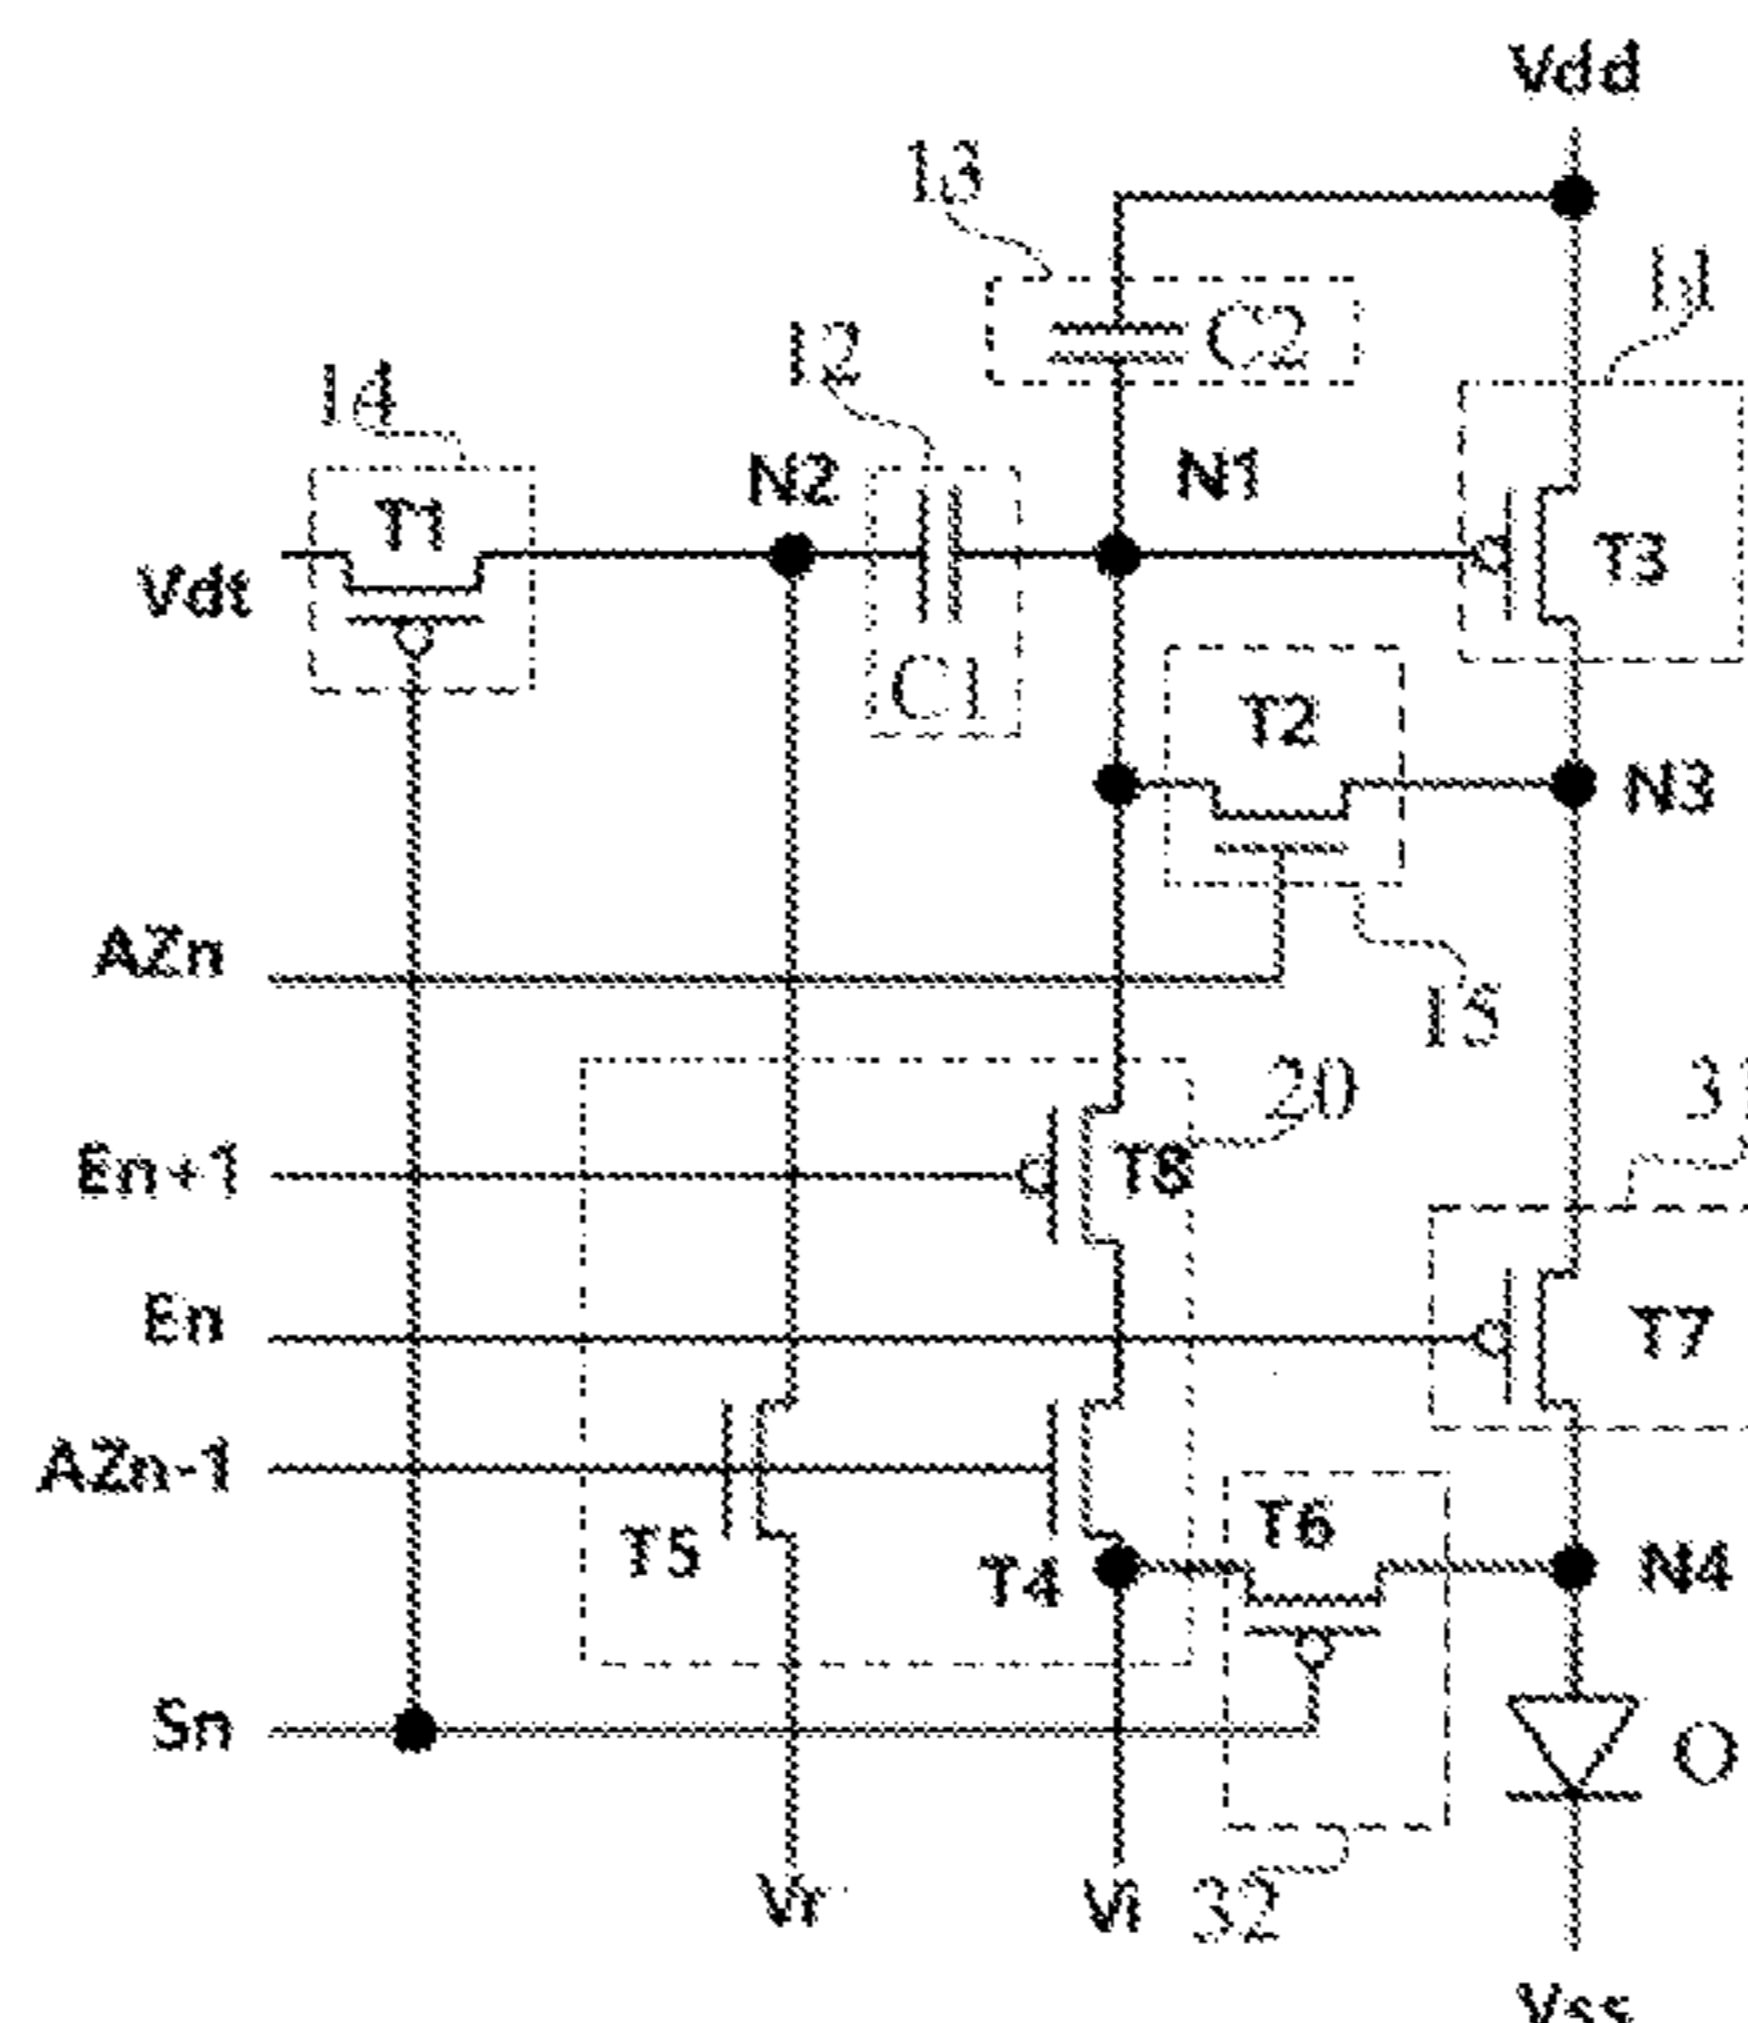 Vdd
13
11
12
C2
14
N2
N1
T1
T3
Vdt
C1
T2
N3
AZn
15
20
31
En+1
T8
En
T7
AZn-1
T6
T5
T4
N4
Sn
O
Vr
Vi
32
Vss